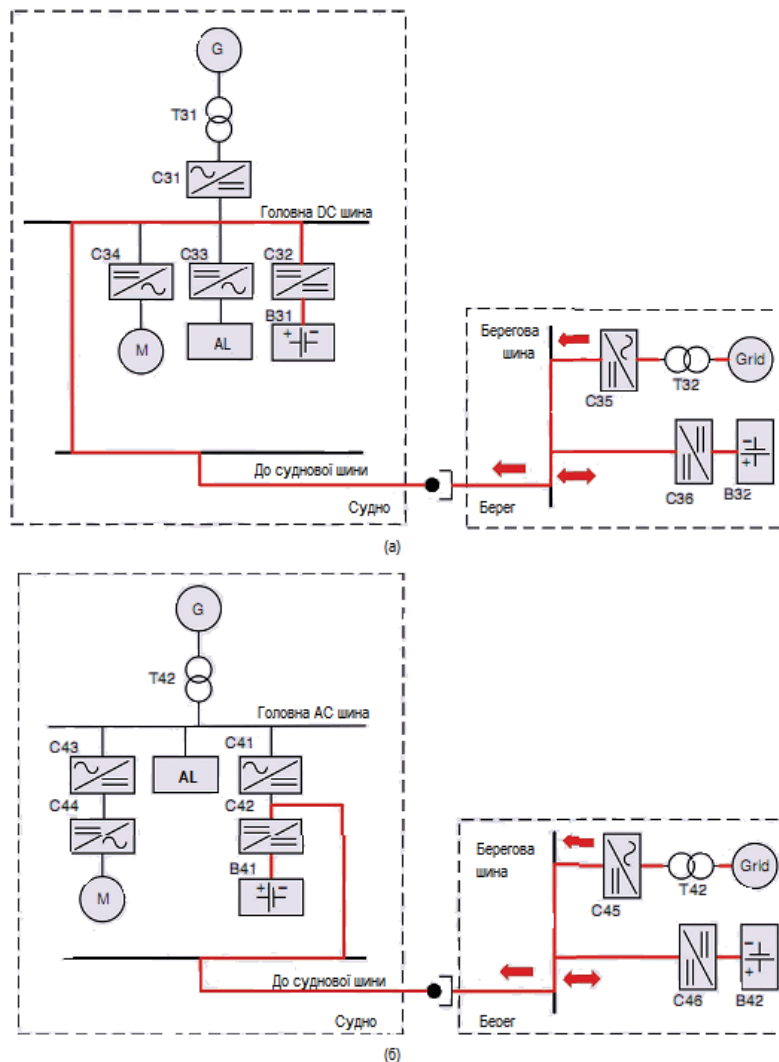 G
T31
C31
Головна DC шина
C34
C33
C32
B31
+ -
M
AL
До суднової шини
Судно
Берегова
шина
C35
T32
Grid
C36
B32
- +
Берег
(а)
G
T42
Головна AC шина
C43
AL
C41
C44
C42
B41
+ -
M
До суднової шини
Судно
Берегова
шина
C45
T42
Grid
C46
B42
- +
Берег
(б)